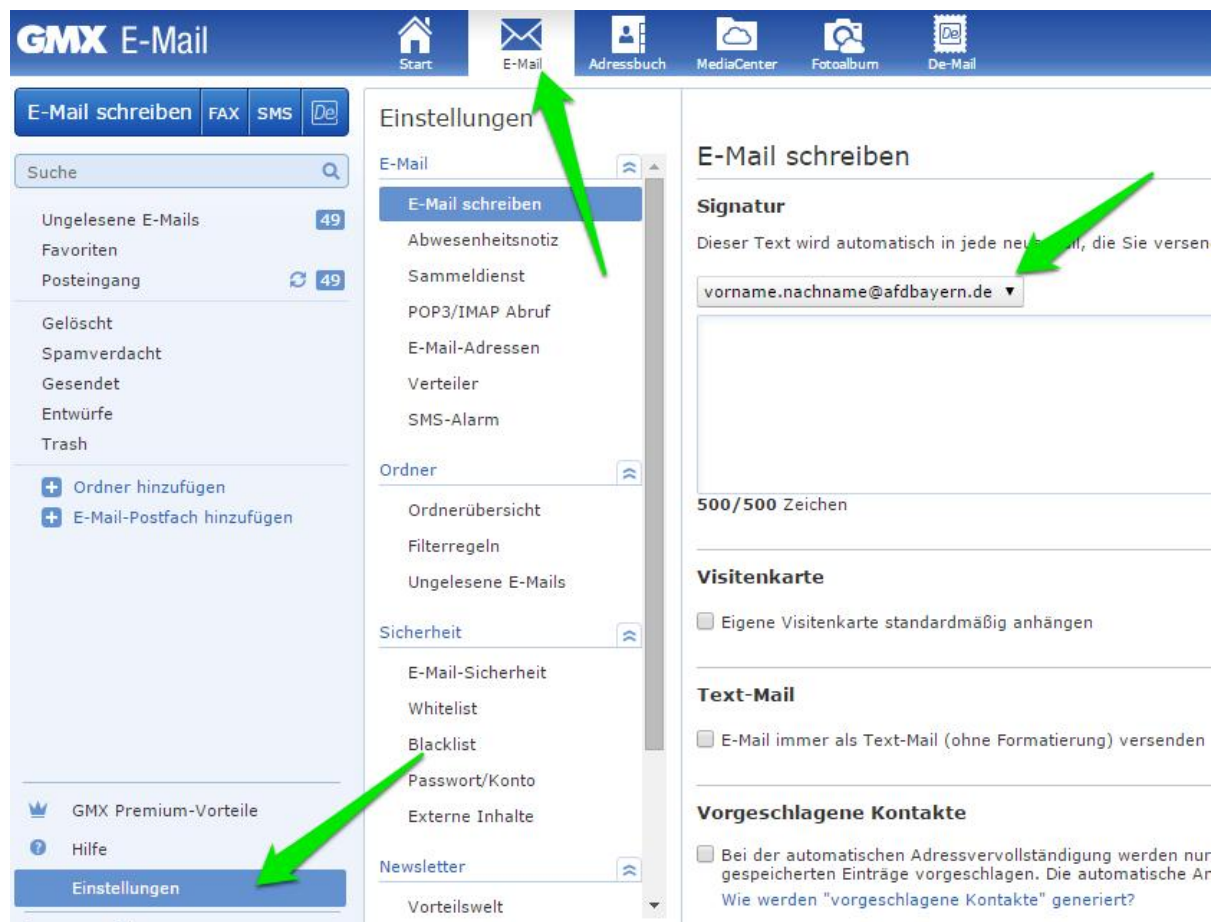 GMX E-Mail
Start
E-Mail
Adressbuch
MediaCenter
Fotoalbum
De-Mail
De
E-Mail schreiben FAX SMS De
Suche
Ungelesene E-Mails 49
Favoriten
Posteingang 49
Gelöscht
Spamverdacht
Gesendet
Entwürfe
Trash
Ordner hinzufügen
E-Mail-Postfach hinzufügen
GMX Premium-Vorteile
Hilfe
Einstellungen
Einstellungen
E-Mail
E-Mail schreiben
Abwesenheitsnotiz
Sammeldienst
POP3/IMAP Abruf
E-Mail-Adressen
Verteiler
SMS-Alarm
Ordner
Ordnerübersicht
Filterregeln
Ungelesene E-Mails
Sicherheit
E-Mail-Sicherheit
Whitelist
Blacklist
Passwort/Konto
Externe Inhalte
Newsletter
Vorteilswelt
E-Mail schreiben
Signatur
Dieser Text wird automatisch in jede die Sie
vorname.nachname@afdbayern.de
500/500 Zeichen
Visitenkarte
Eigene Visitenkarte standardmäßig anhängen
Text-Mail
E-Mail immer als Text-Mail (ohne Formatierung) versenden
Vorgeschlagene Kontakte
Bei der automatischen Adressvervollständigung werden nur
gespeicherten Einträge vorgeschlagen. Die automatische
Wie werden "vorgeschlagene Kontakte" generiert?